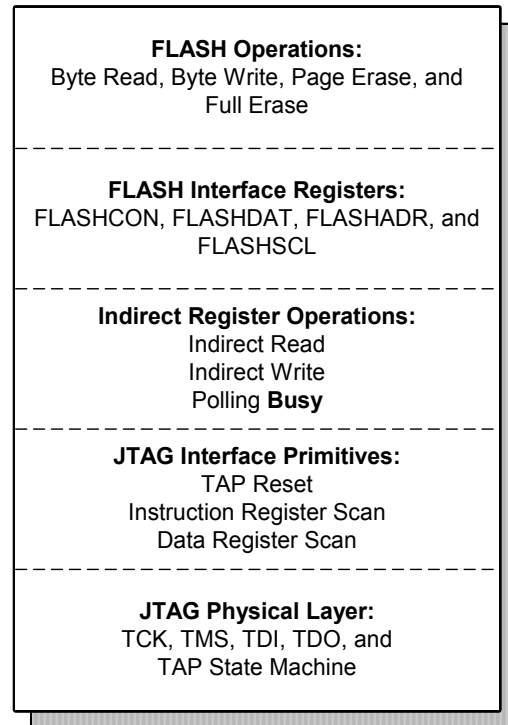 FLASH Operations:
Byte Read, Byte Write, Page Erase, and
Full Erase
FLASH Interface Registers:
FLASHCON, FLASHDAT, FLASHADR, and
FLASHSCL
Indirect Register Operations:
Indirect Read
Indirect Write
Polling Busy
JTAG Interface Primitives:
TAP Reset
Instruction Register Scan
Data Register Scan
JTAG Physical Layer:
TCK, TMS, TDI, TDO, and
TAP State Machine